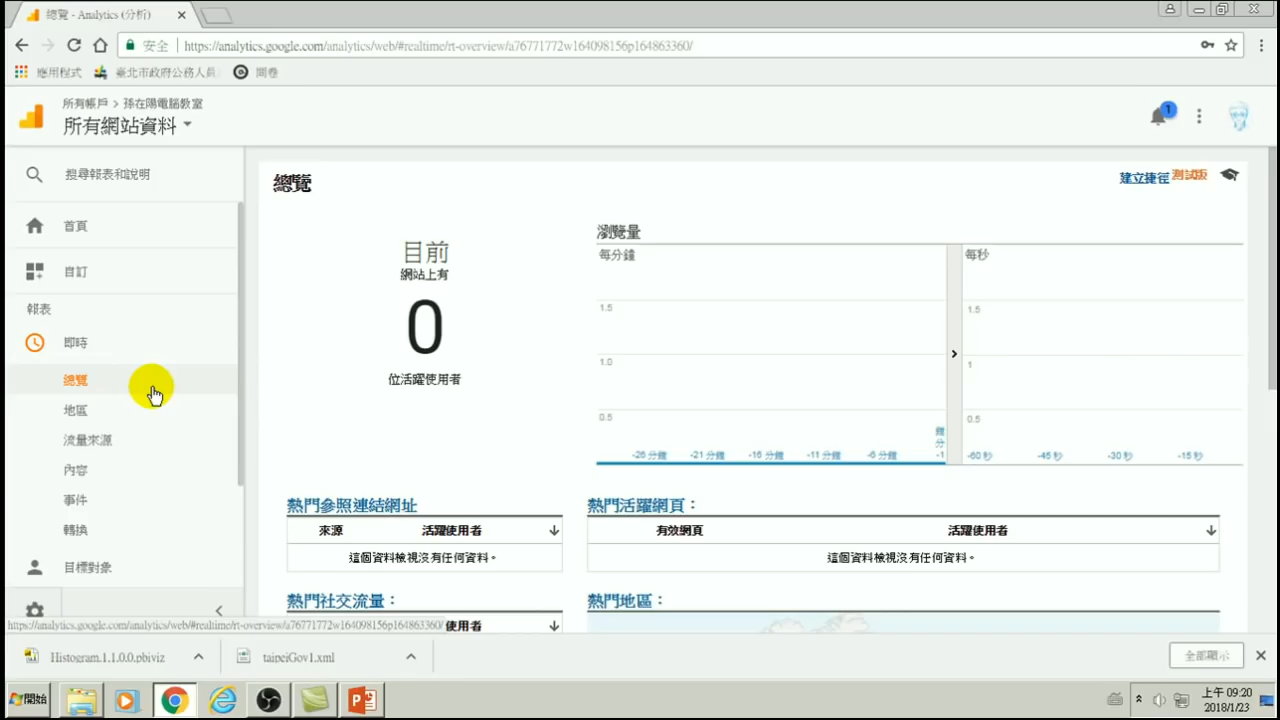 總覽 - Analytics (分析)
安全 https://analytics.google.com/analytics/web/#realtime/rt-overview/a76771772w164098156p164863360/
應用程式 臺北市政府公務人員 問卷
所有帳戶 > 孫在陽電腦教室
所有網站資料
1
搜尋報表和說明
首頁
自訂
報表
即時
總覽
地區
流量來源
內容
事件
轉換
目標對象
https://analytics.google.com/analytics/web/#realtime/rt-overview/a76771772w164098156p164863360/
總覽
建立捷徑 測試版
目前
網站上有
0
位活躍使用者
瀏覽量
每分鐘
每秒
1.5
1.0
0.5
1.5
1
0.5
-26 分鐘 -21 分鐘 -16 分鐘 -11 分鐘 -6 分鐘 -1 分鐘
-60 秒 -45 秒 -30 秒 -15 秒
熱門參照連結網址
來源 活躍使用者
這個資料檢視沒有任何資料。
熱門活躍網頁：
有效網頁 活躍使用者
這個資料檢視沒有任何資料。
熱門社交流量：
使用者
熱門地區：
Histogram.1.1.0.0.pbiviz
taipeiGov1.xml
全部顯示
開始
上午 09:20
2018/1/23